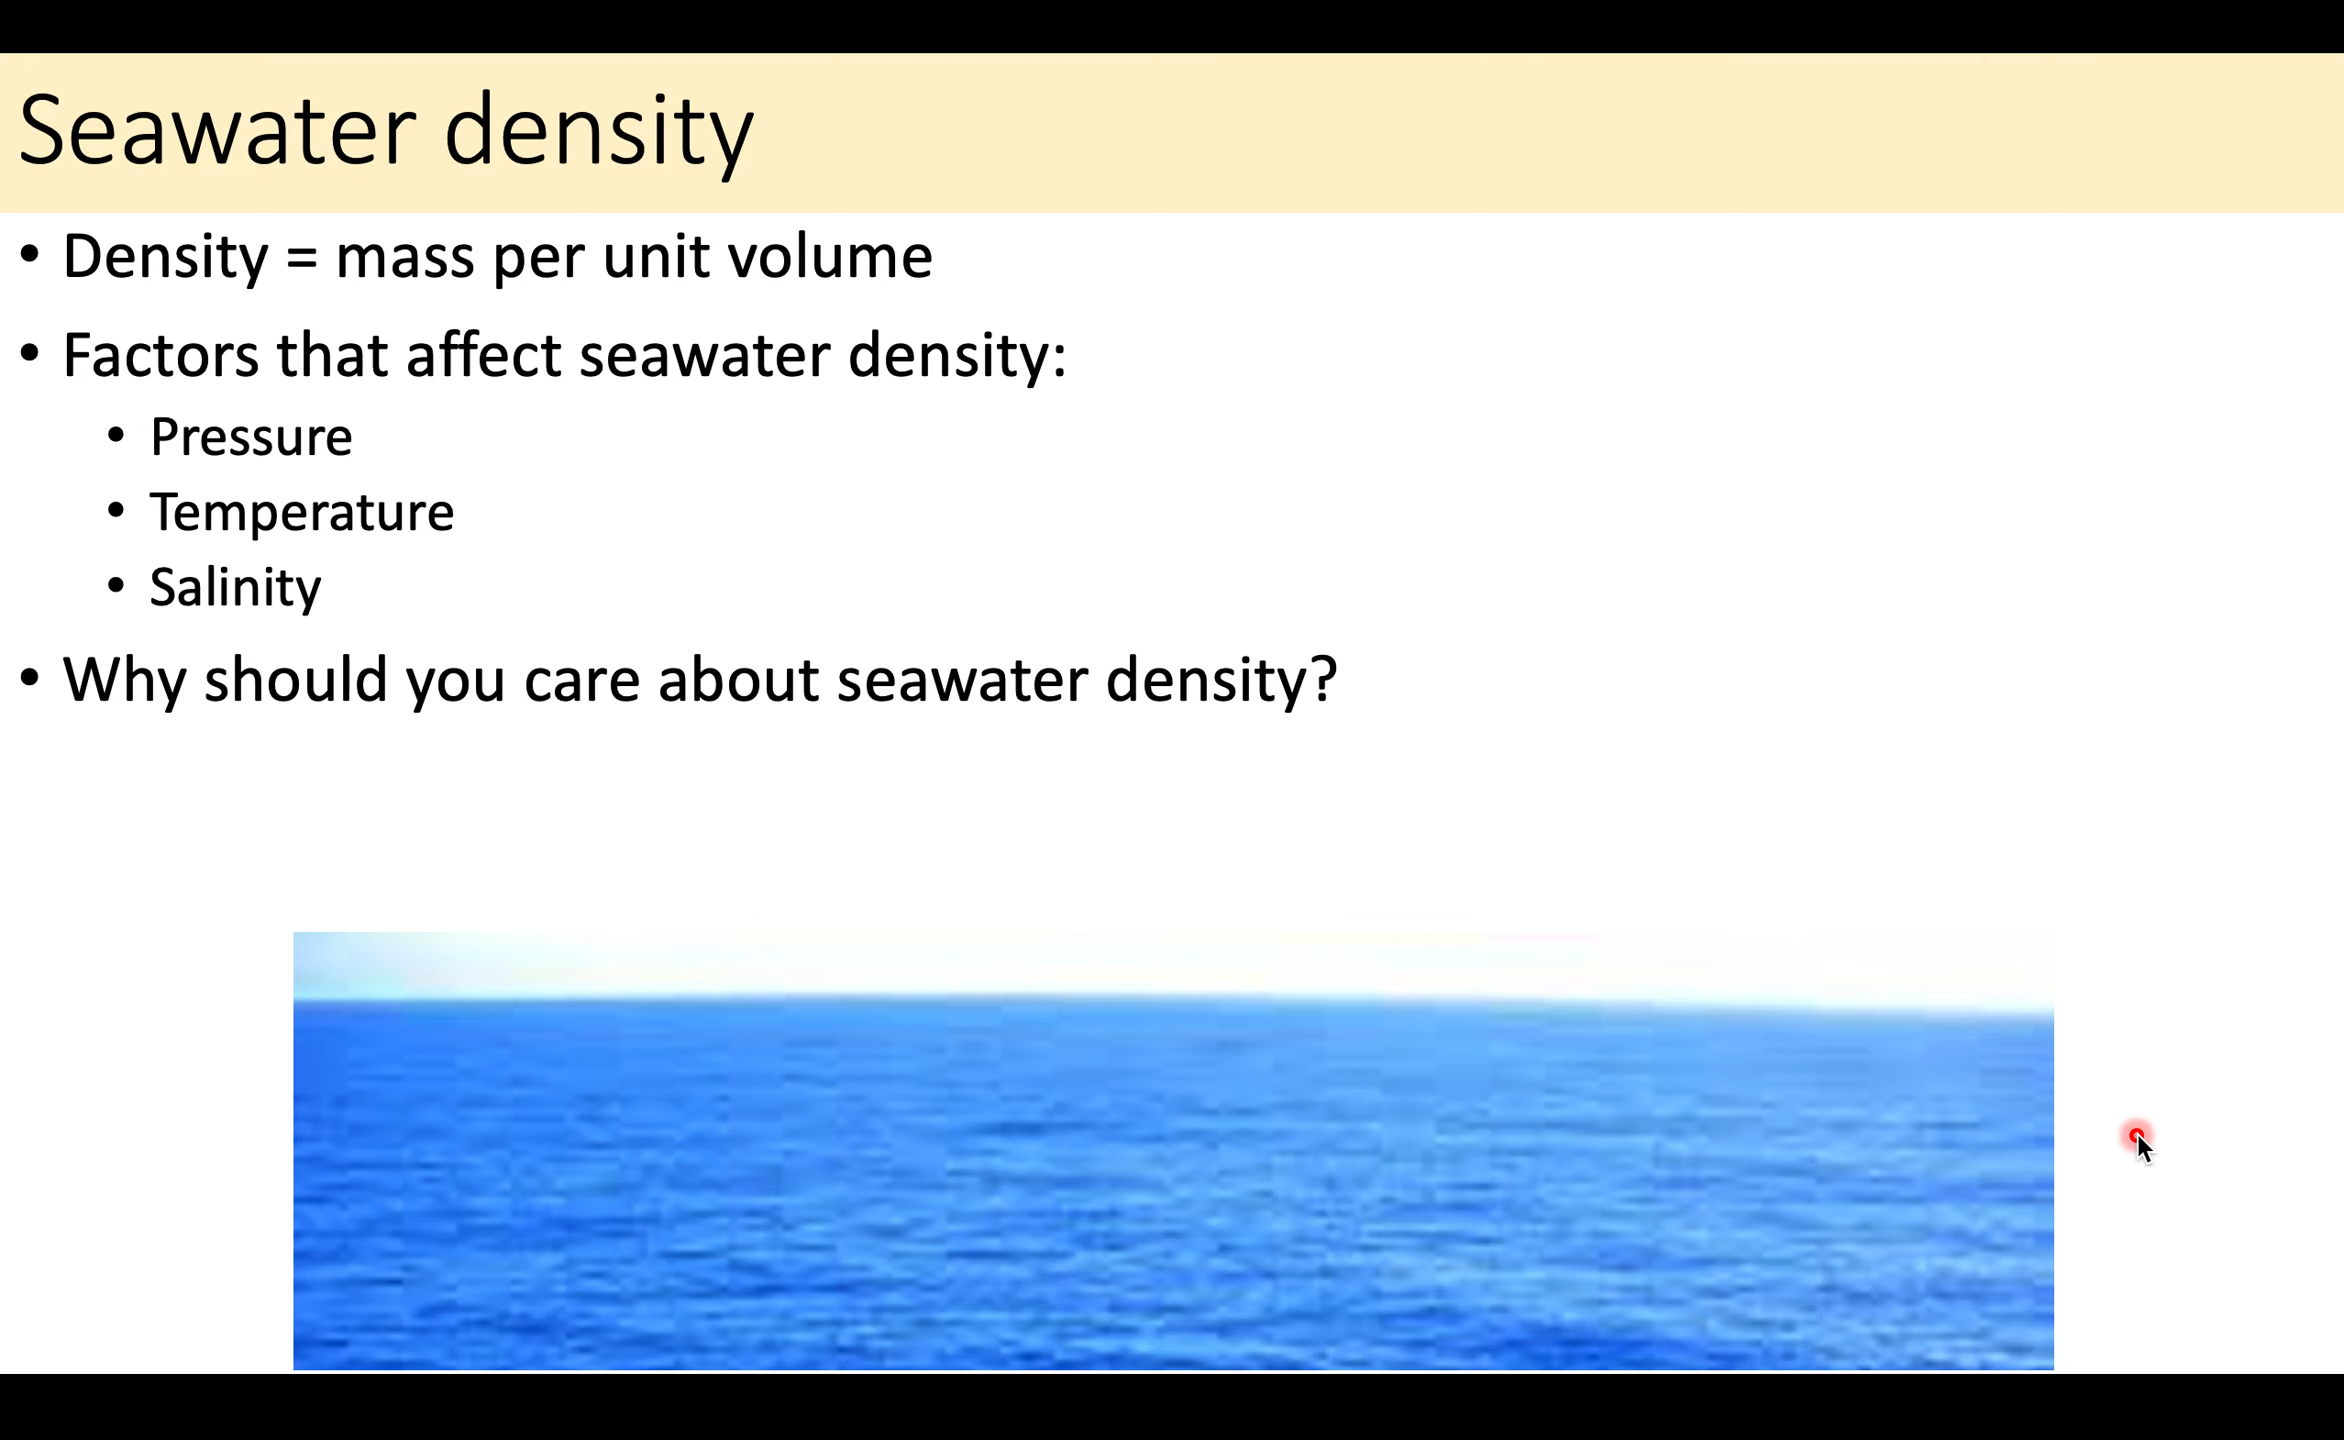 Seawater density
• Density = mass per unit volume
• Factors that affect seawater density:
• Pressure
• Temperature
• Salinity
• Why should you care about seawater density?